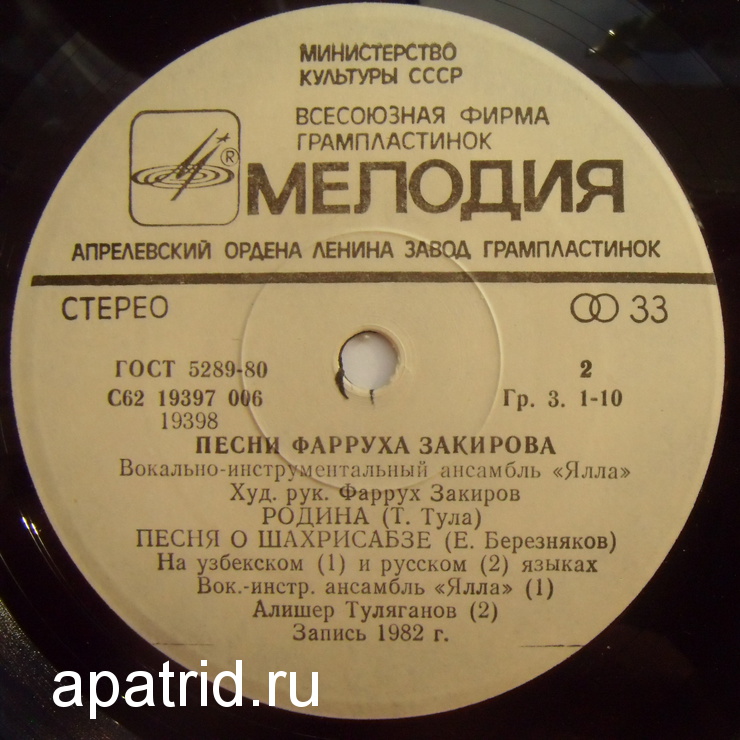 МИНИСТЕРСТВО
КУЛЬТУРЫ СССР
ВСЕСОЮЗНАЯ ФИРМА
ГРАМПЛАСТИНОК
®
МЕЛОДИЯ
АПРЕЛЕВСКИЙ ОРДЕНА ЛЕНИНА ЗАВОД ГРАМПЛАСТИНОК
СТЕРЕО 33
ГОСТ 5289-80 2
С62 19397 006 Гр. 3. 1-10
19398
ПЕСНИ ФАРРУХА ЗАКИРОВА
Вокально-инструментальный ансамбль «Ялла»
Худ. рук. Фаррух Закиров
РОДИНА (Т. Тула)
ПЕСНЯ О ШАХРИСАБЗЕ (Е. Березняков)
На узбекском (1) и русском (2) языках
Вок.-инстр. ансамбль «Ялла» (1)
Алишер Туляганов (2)
Запись 1982 г.
apatrid.ru